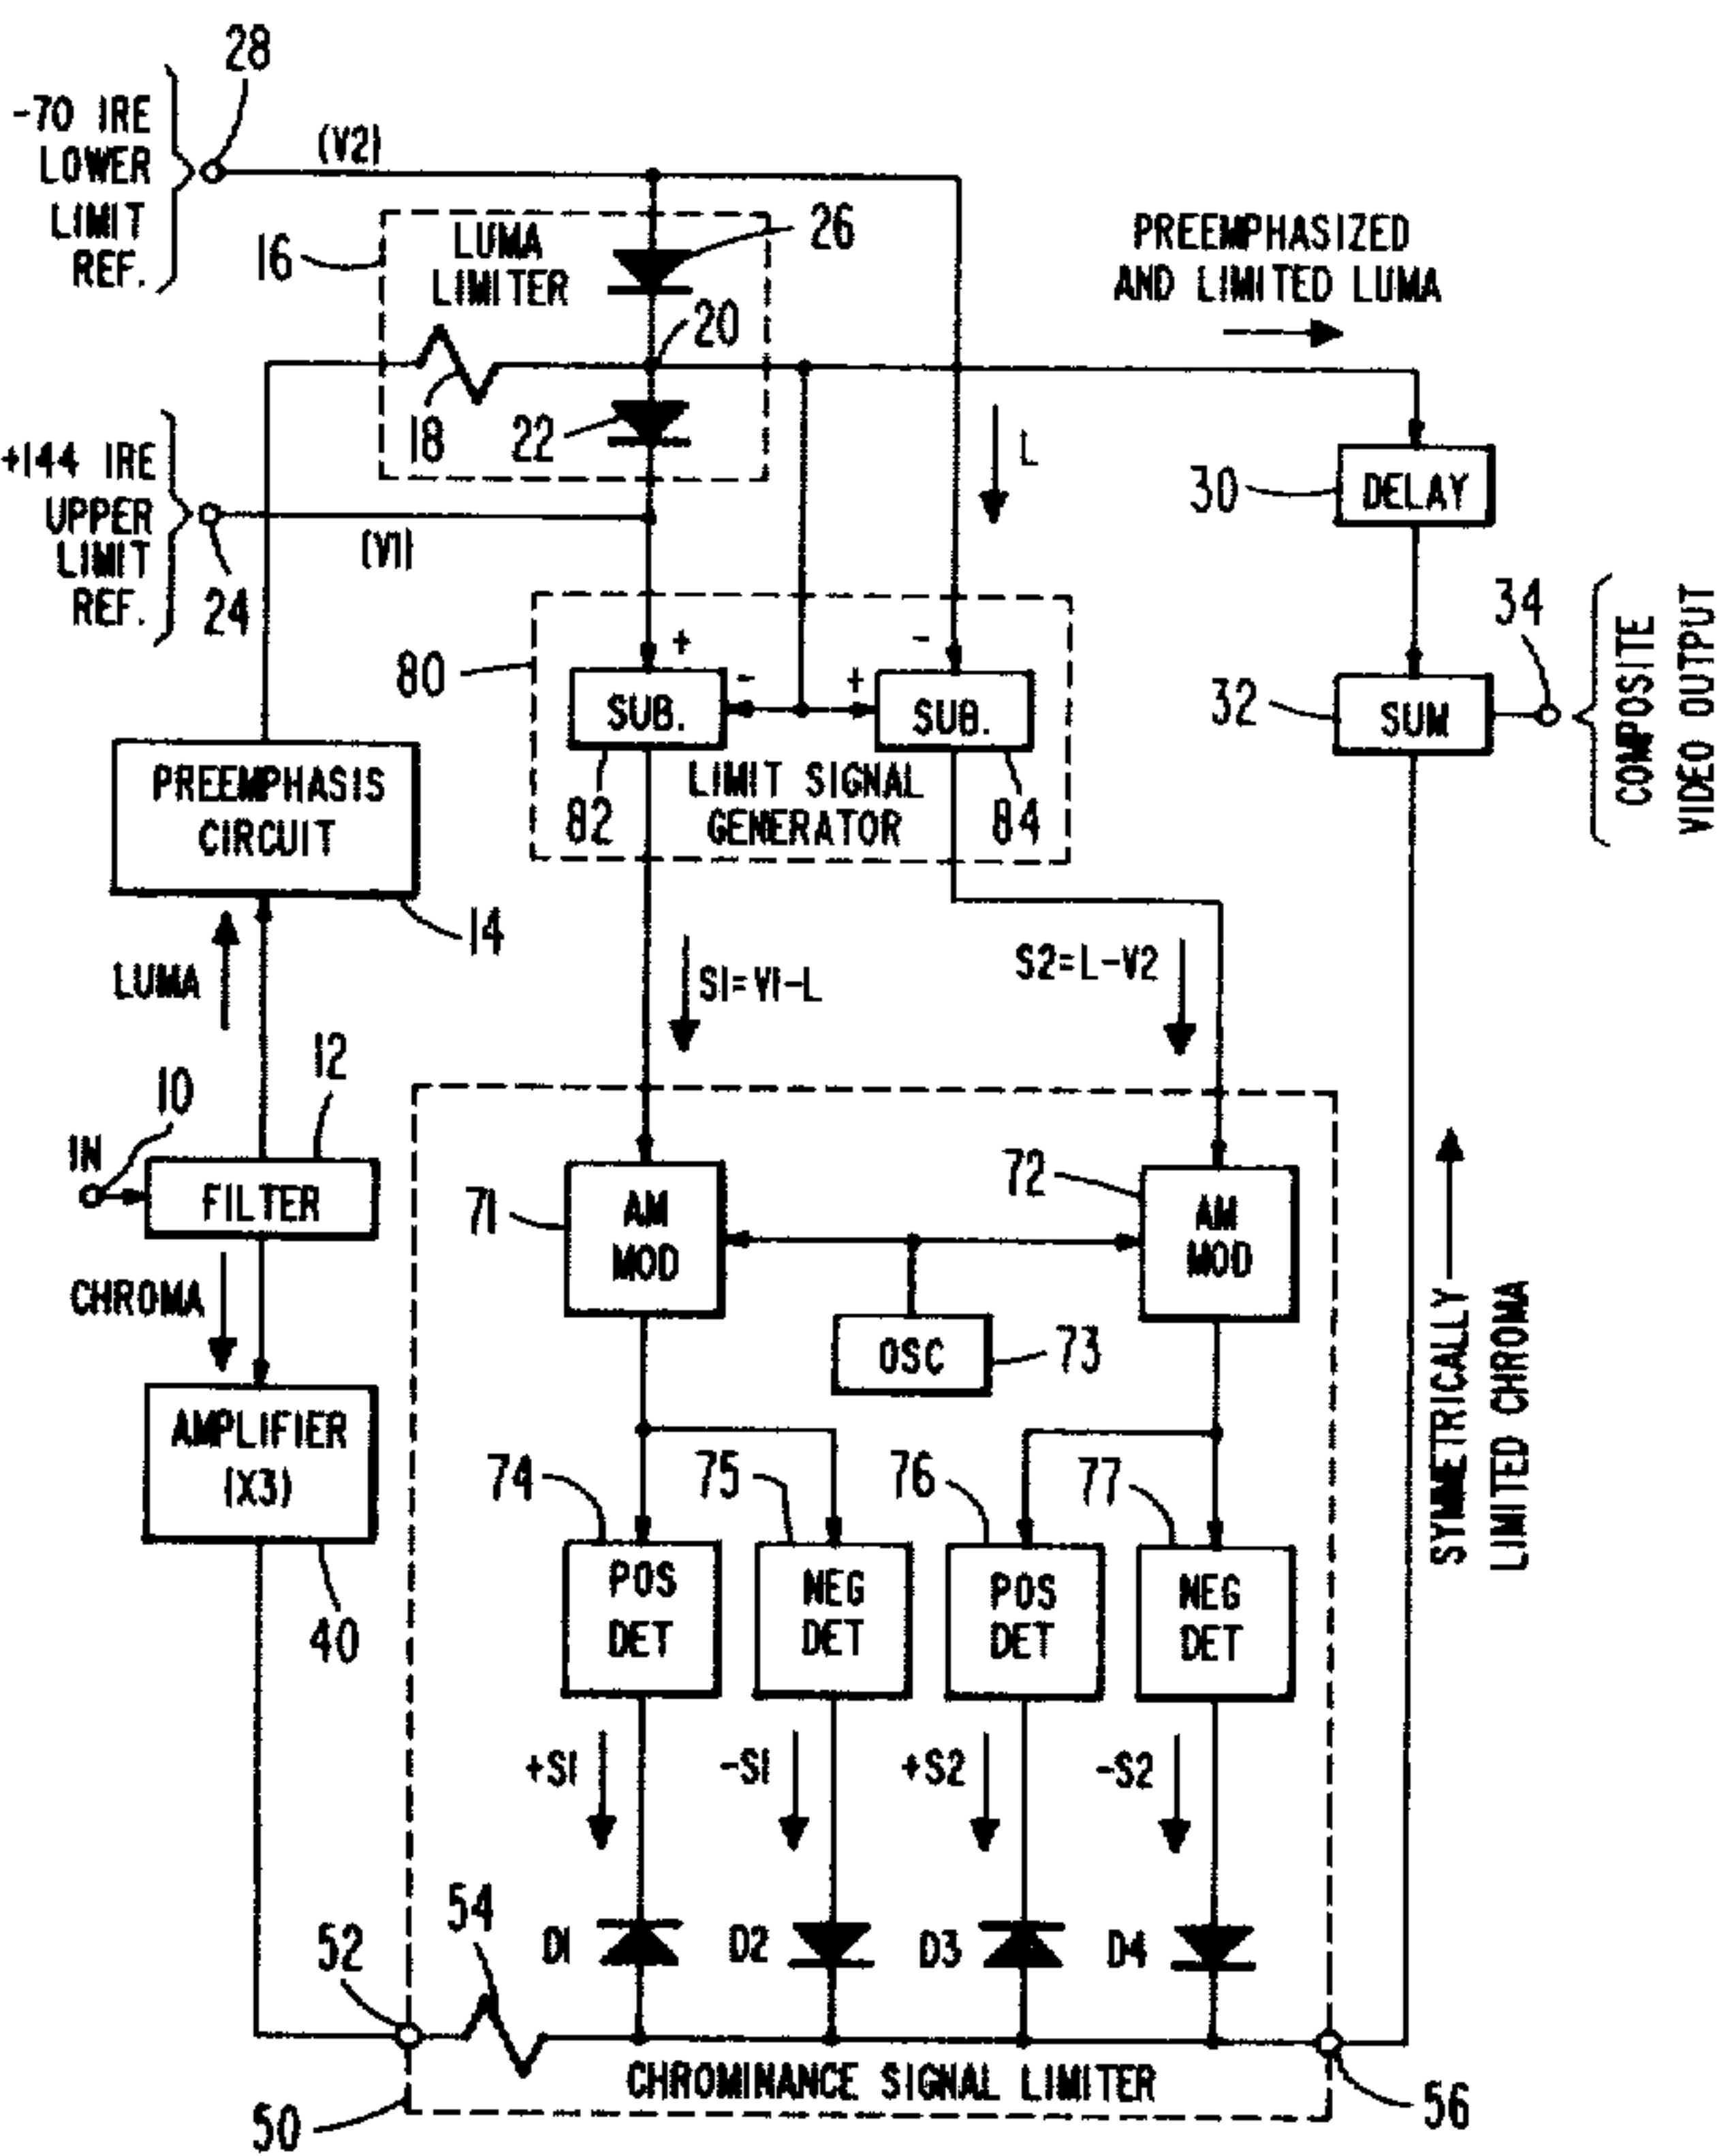 28
-70 IRE
LOWER
LIMIT
REF.
(V2)
16
LUMA
LIMITER
26
20
18
22
PREEMPHASIZED
AND LIMITED LUMA
+144 IRE
UPPER
LIMIT
REF.
24
(V1)
L
30
DELAY
34
COMPOSITE
VIDEO OUTPUT
80
+
-
+
-
SUB.
SUB.
32
SUM
82
LIMIT SIGNAL
GENERATOR
84
PREEMPHASIS
CIRCUIT
14
LUMA
S1=V1-L
S2=L-V2
12
10
IN
FILTER
CHROMA
71
AM
MOD
72
AM
MOD
OSC
73
AMPLIFIER
(X3)
40
74
75
76
77
POS
DET
NEG
DET
POS
DET
NEG
DET
SYMMETRICALLY
LIMITED CHROMA
+S1
-S1
+S2
-S2
52
54
D1
D2
D3
D4
CHROMINANCE SIGNAL LIMITER
50
56